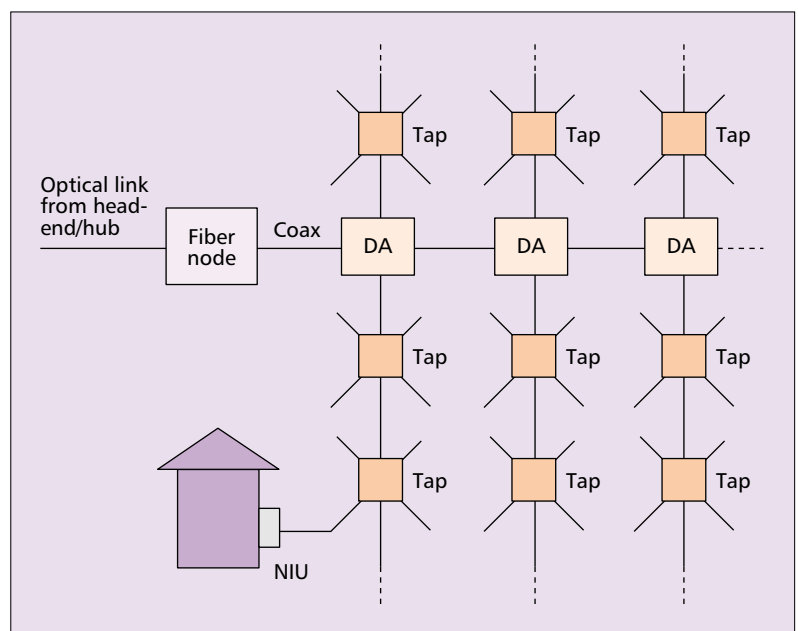 Tap Tap Tap
Optical link
from head-
end/hub
Fiber
node
Coax
DA DA DA
Tap Tap Tap
Tap Tap Tap
NIU